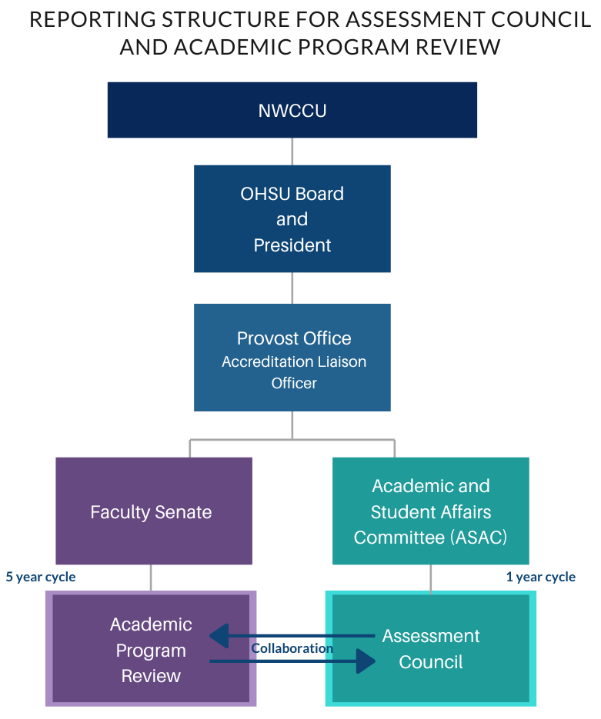 REPORTING STRUCTURE FOR ASSESSMENT COUNCIL
AND ACADEMIC PROGRAM REVIEW
NWCCU
OHSU Board
and
President
Provost Office
Accreditation Liaison
Officer
Faculty Senate
Academic and
Student Affairs
Committee (ASAC)
5 year cycle
1 year cycle
Academic
Program
Review
Collaboration
Assessment
Council